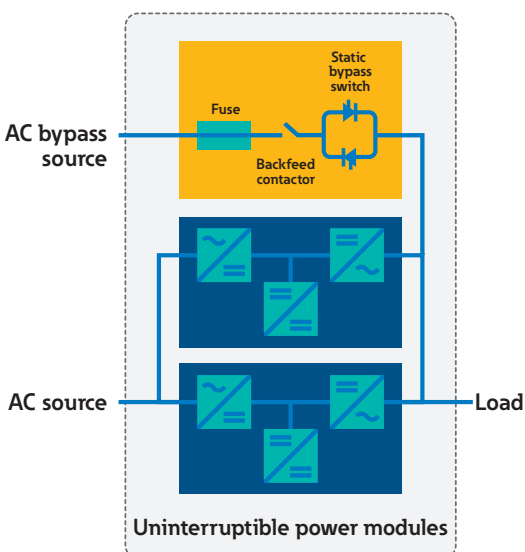 Static
bypass
switch
Fuse
AC bypass
source
Backfeed
contactor
AC source
Load
Uninterruptible power modules